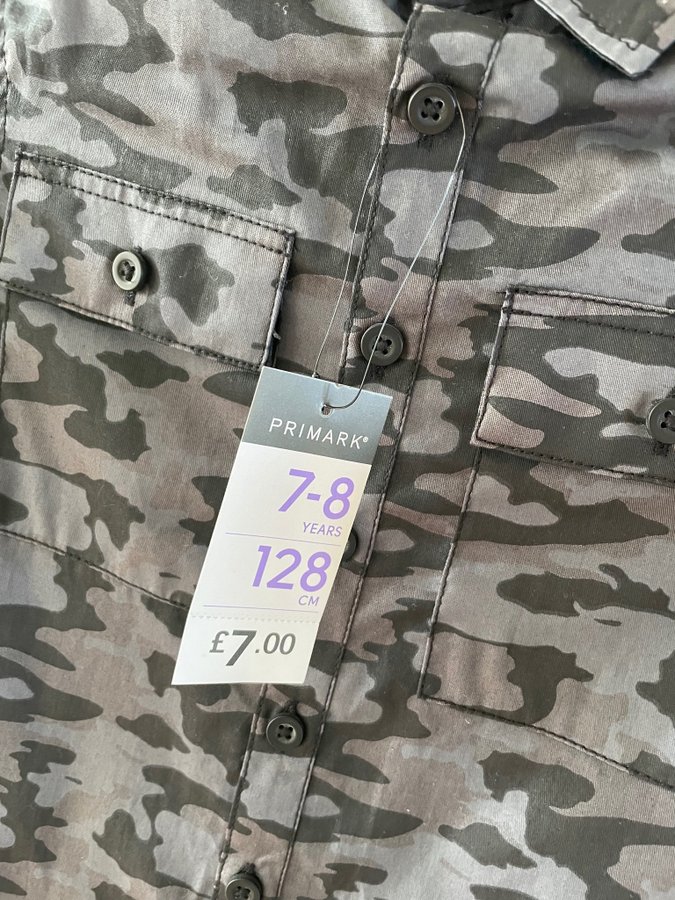 PRIMARK®
7-8
YEARS
128
CM
£7.00